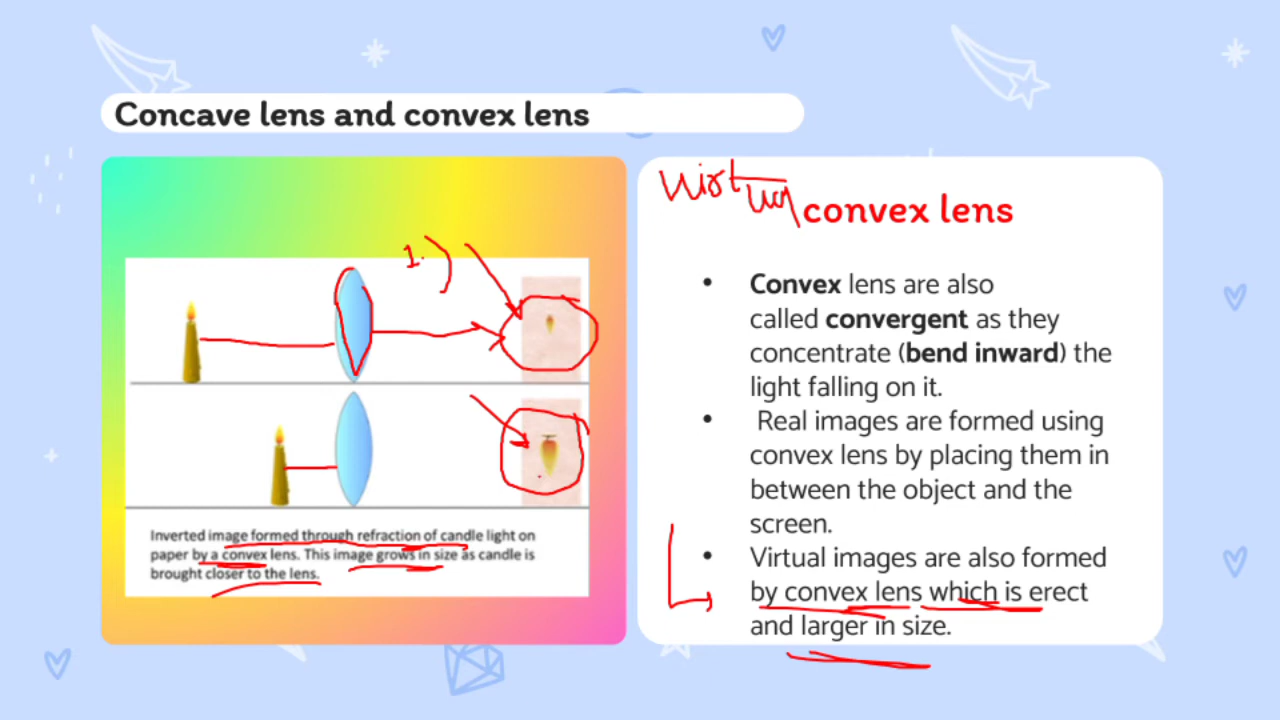 Concave lens and convex lens
1.)
Inverted image formed through refraction of candle light on
paper by a convex lens. This image grows in size as candle is
brought closer to the lens.
convex lens
• Convex lens are also
called convergent as they
concentrate (bend inward) the
light falling on it.
• Real images are formed using
convex lens by placing them in
between the object and the
screen.
• Virtual images are also formed
by convex lens which is erect
and larger in size.